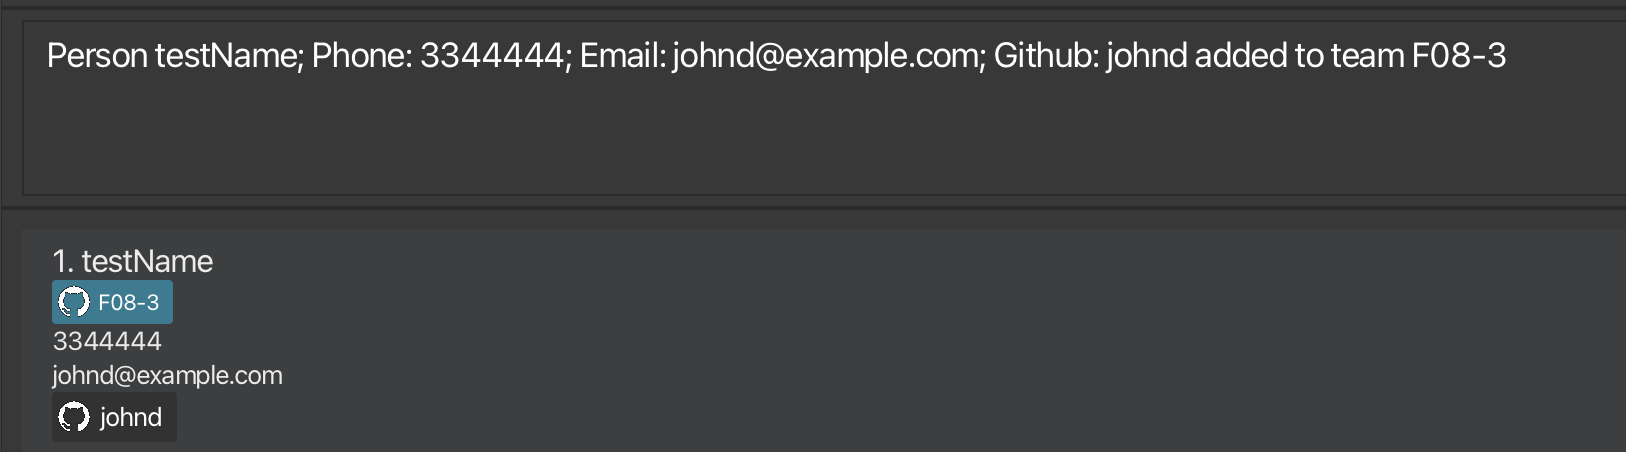 Person testName; Phone: 3344444; Email: johnd@example.com; Github: johnd added to team F08-3
1. testName
F08-3
3344444
johnd@example.com
johnd